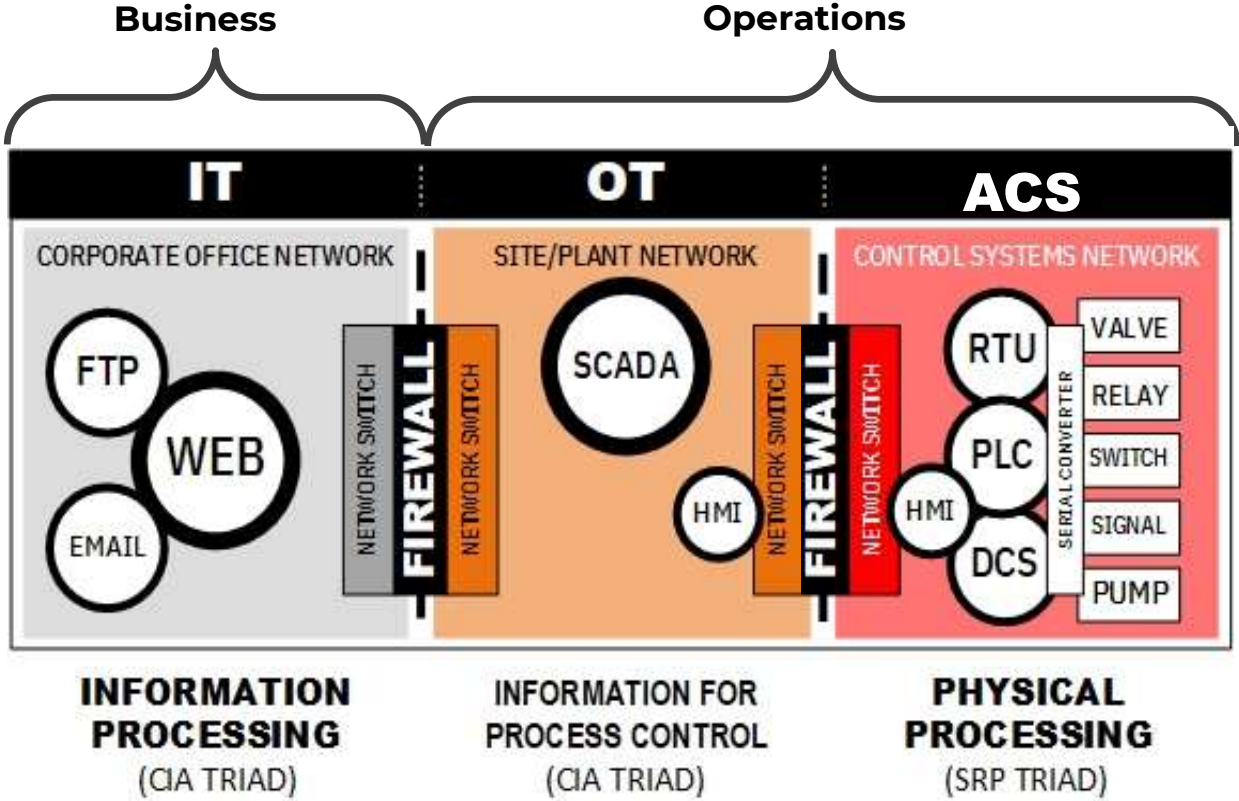 Business
Operations
IT
OT
ACS
CORPORATE OFFICE NETWORK
SITE/PLANT NETWORK
CONTROL SYSTEMS NETWORK
FTP
WEB
EMAIL
NETWORK SWITCH
FIREWALL
NETWORK SWITCH
SCADA
HMI
NETWORK SWITCH
FIREWALL
NETWORK SWITCH
HMI
RTU
PLC
DCS
SERIAL CONVERTER
VALVE
RELAY
SWITCH
SIGNAL
PUMP
INFORMATION
PROCESSING
(CIA TRIAD)
INFORMATION FOR
PROCESS CONTROL
(CIA TRIAD)
PHYSICAL
PROCESSING
(SRP TRIAD)